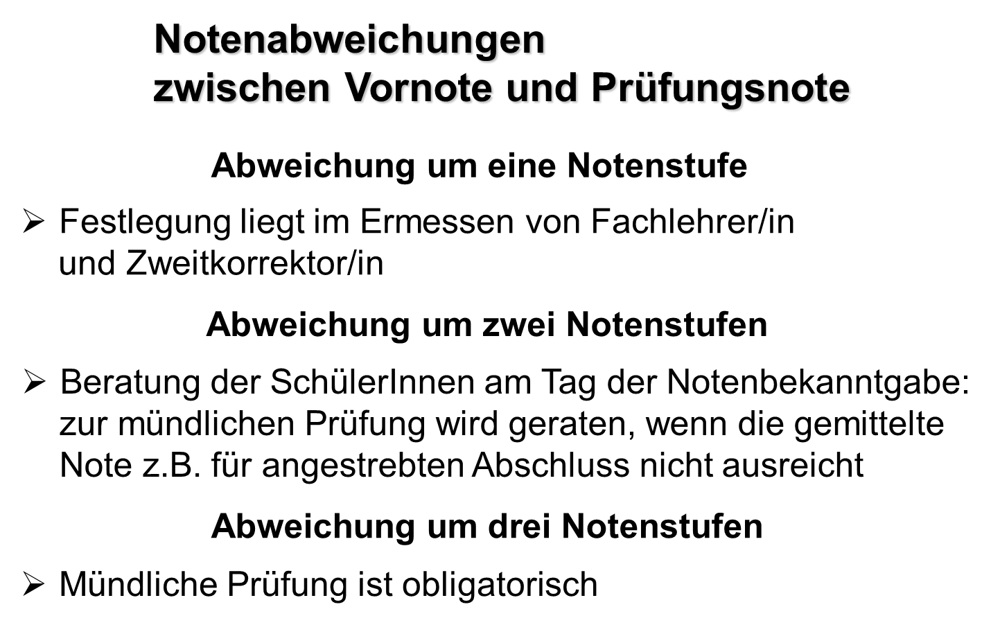 Notenabweichungen
zwischen Vornote und Prüfungsnote
Abweichung um eine Notenstufe
➢ Festlegung liegt im Ermessen von Fachlehrer/in
und Zweitkorrektor/in
Abweichung um zwei Notenstufen
➢ Beratung der SchülerInnen am Tag der Notenbekanntgabe:
zur mündlichen Prüfung wird geraten, wenn die gemittelte
Note z.B. für angestrebten Abschluss nicht ausreicht
Abweichung um drei Notenstufen
➢ Mündliche Prüfung ist obligatorisch